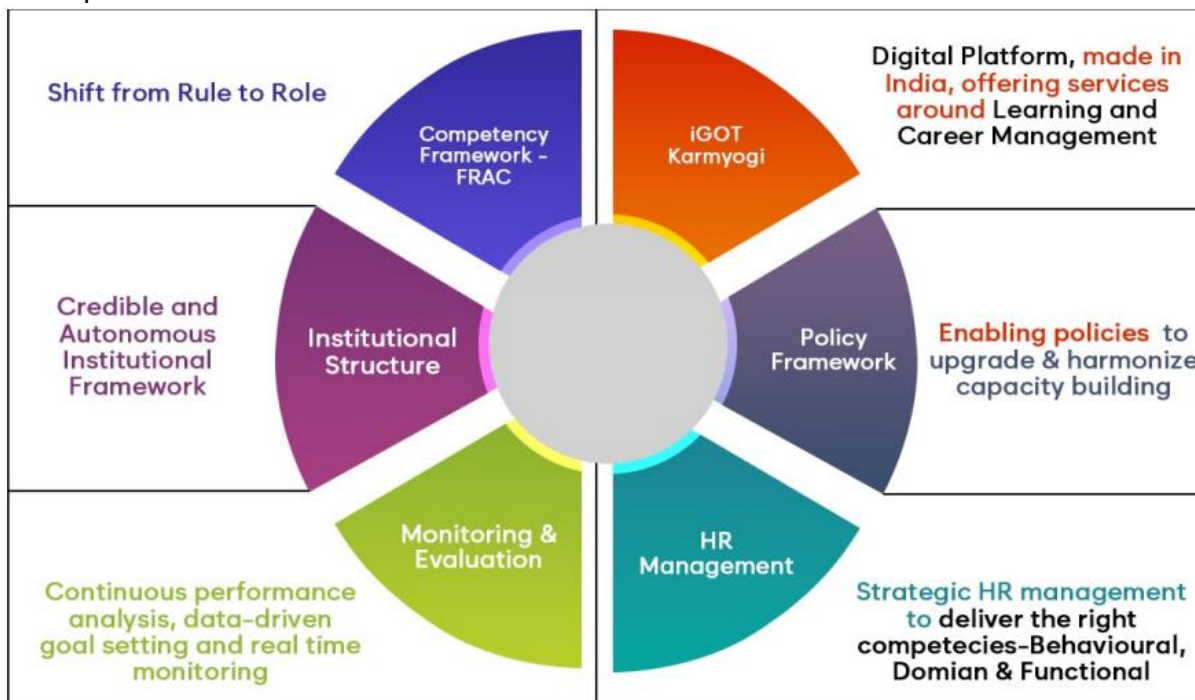 Shift from Rule to Role
Competency
Framework -
FRAC
iGOT
Karmyogi
Digital Platform, made in
India, offering services
around Learning and
Career Management
Credible and
Autonomous
Institutional
Framework
Institutional
Structure
Policy
Framework
Enabling policies to
upgrade & harmonize
capacity building
Monitoring &
Evaluation
Continuous performance
analysis, data-driven
goal setting and real time
monitoring
HR
Management
Strategic HR management
to deliver the right
competecies-Behavioural,
Domian & Functional